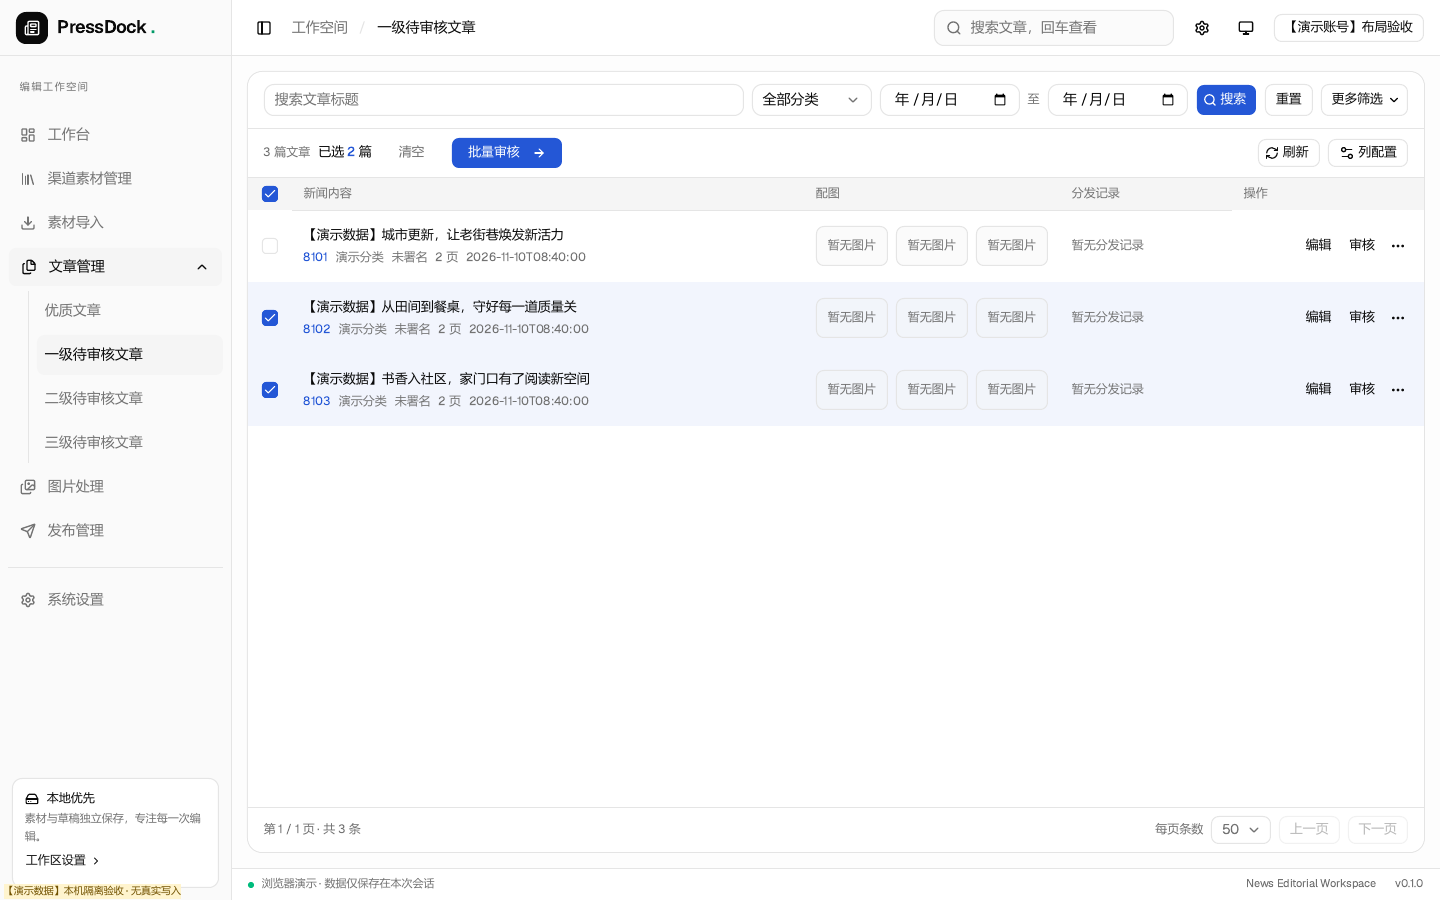 PressDock.
工作空间 / 一级待审核文章
搜索文章，回车查看
【演示账号】布局验收
编辑工作空间
工作台
渠道素材管理
素材导入
文章管理
优质文章
一级待审核文章
二级待审核文章
三级待审核文章
图片处理
发布管理
系统设置
本地优先
素材与草稿独立保存，专注每一次编
辑。
工作区设置
【演示数据】本机隔离验收 · 无真实写入
搜索文章标题 全部分类 年 /月/日 至 年 /月/日 搜索 重置 更多筛选
3 篇文章 已选 2 篇 清空 批量审核 刷新 列配置
新闻内容 配图 分发记录 操作
【演示数据】城市更新，让老街巷焕发新活力
8101 演示分类 未署名 2 页 2026-11-10T08:40:00
暂无图片 暂无图片 暂无图片 暂无分发记录 编辑 审核
【演示数据】从田间到餐桌，守好每一道质量关
8102 演示分类 未署名 2 页 2026-11-10T08:40:00
暂无图片 暂无图片 暂无图片 暂无分发记录 编辑 审核
【演示数据】书香入社区，家门口有了阅读新空间
8103 演示分类 未署名 2 页 2026-11-10T08:40:00
暂无图片 暂无图片 暂无图片 暂无分发记录 编辑 审核
第 1 / 1 页 · 共 3 条 每页条数 50 上一页 下一页
浏览器演示 · 数据仅保存在本次会话 News Editorial Workspace v0.1.0